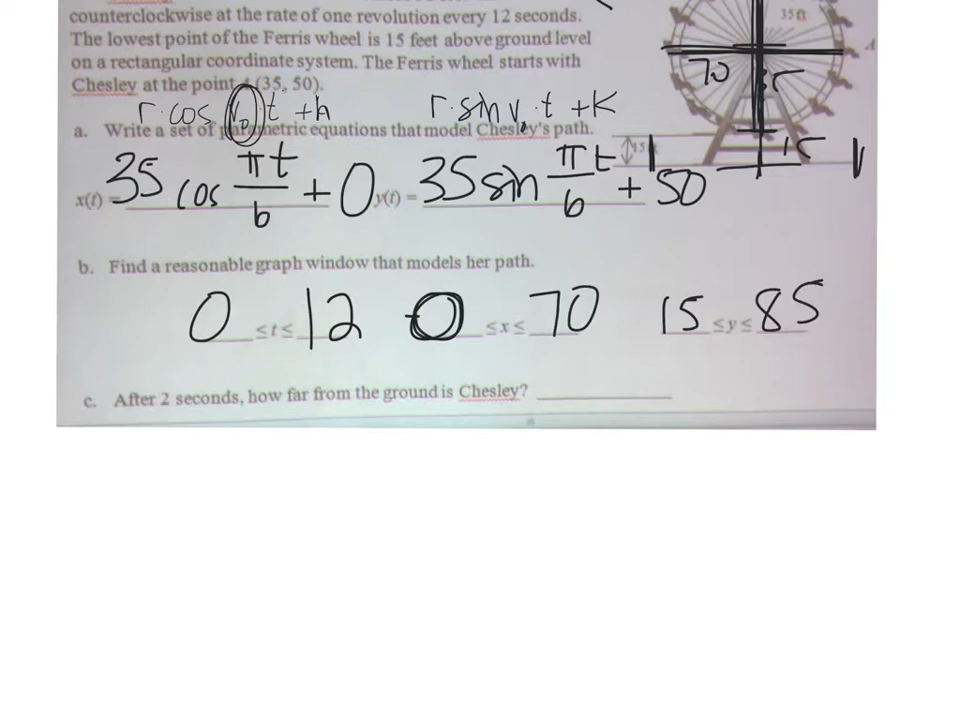 counterclockwise at the rate of one revolution every 12 seconds.
The lowest point of the Ferris wheel is 15 feet above ground level
on a rectangular coordinate system. The Ferris wheel starts with
Chesley at the point A(35, 50).
35 ft
A
70
35
15
15
r·cos(v₀)t + h r·sin v₀·t + K
a. Write a set of parametric equations that model Chesley's path.
x(t) = 35 cos πt/6 + 0 y(t) = 35 sin πt/6 + 50
b. Find a reasonable graph window that models her path.
0 ≤ t ≤ 12 0 ≤ x ≤ 70 15 ≤ y ≤ 85
c. After 2 seconds, how far from the ground is Chesley?